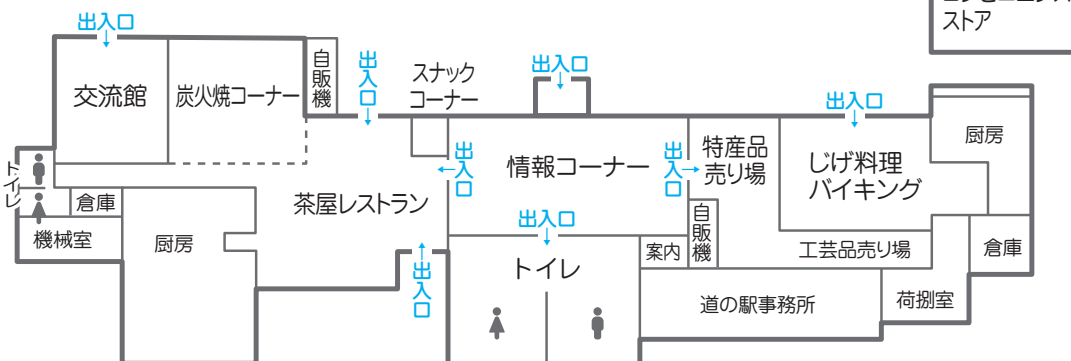 ストア
出入口
出入口
出入口
出入口
交流館
炭火焼コーナー
自販機
スナック
コーナー
トイレ
倉庫
機械室
厨房
茶屋レストラン
出入口
出入口
情報コーナー
出入口
出入口
トイレ
案内
自販機
特産品
売り場
じげ料理
バイキング
厨房
工芸品売り場
倉庫
道の駅事務所
荷捌室